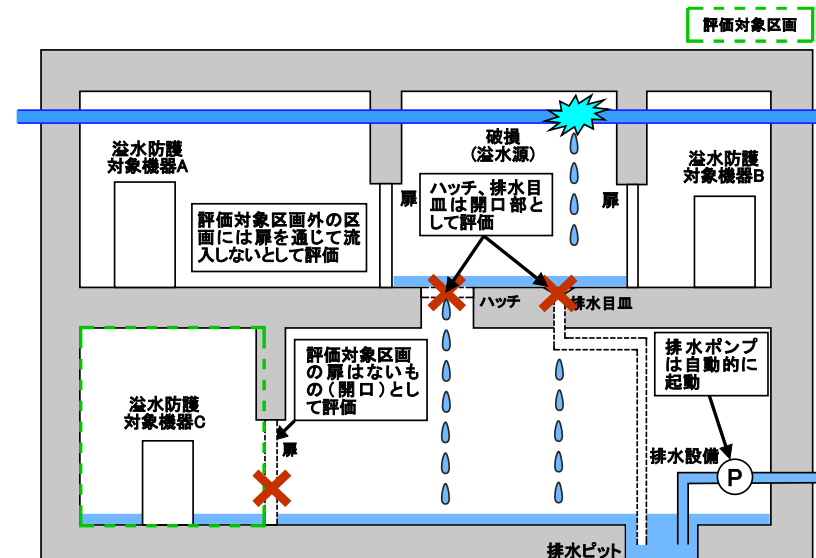 評価対象区画
溢水防護
対象機器A
破損
(溢水源)
溢水防護
対象機器B
扉
ハッチ、排水目
皿は開口部と
して評価
扉
評価対象区画外の区
画には扉を通じて流
入しないとして評価
ハッチ
排水目皿
評価対象区画
の扉はないも
の(開口)とし
て評価
排水ポンプ
は自動的に
起動
溢水防護
対象機器C
扉
排水設備
P
排水ピット